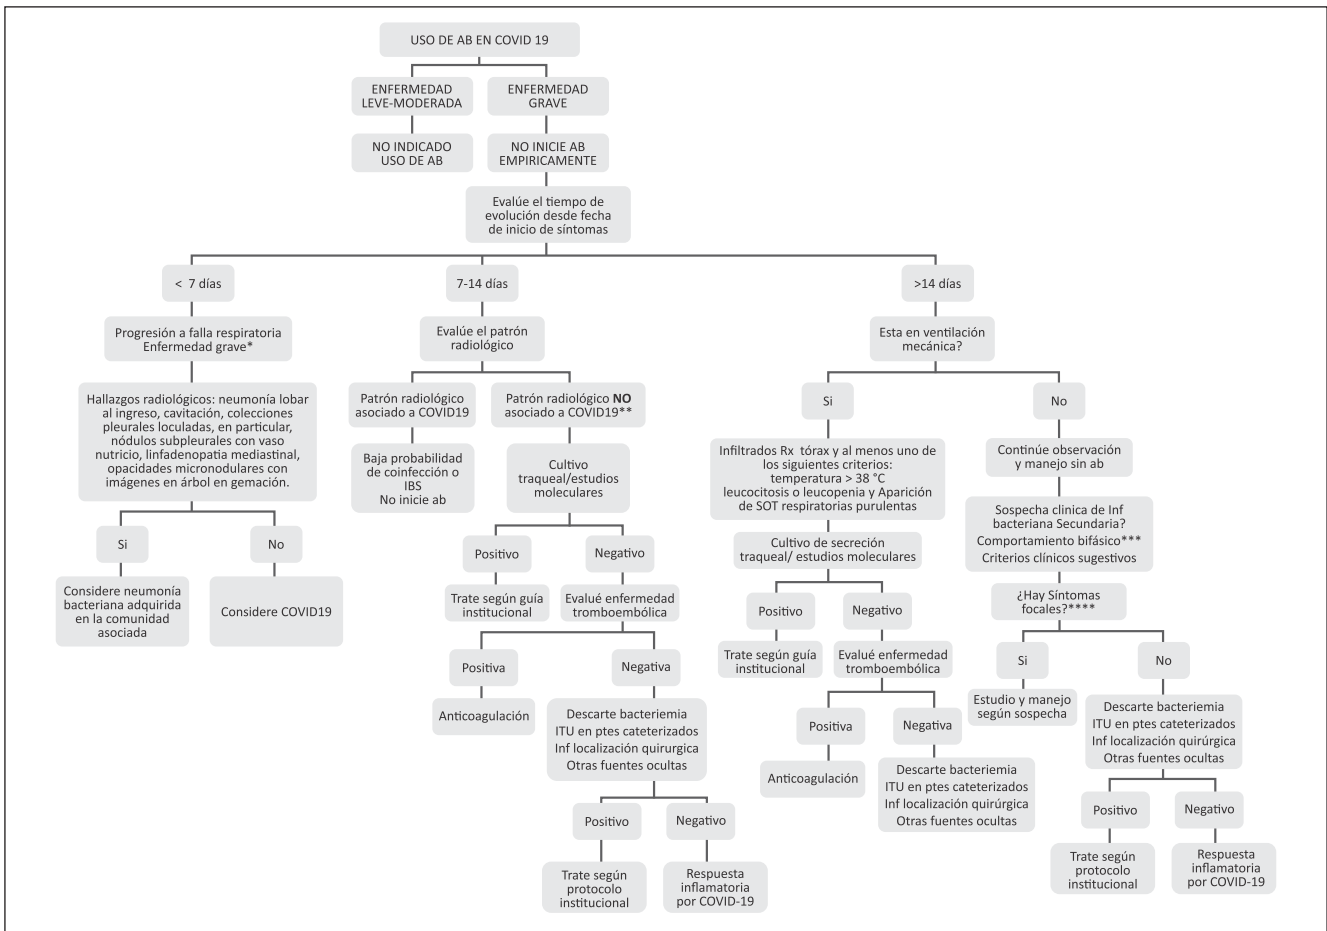 USO DE AB EN COVID 19
ENFERMEDAD
LEVE-MODERADA
ENFERMEDAD
GRAVE
NO INDICADO
USO DE AB
NO INICIE AB
EMPIRICAMENTE
Evalúe el tiempo de
evolución desde fecha
de inicio de síntomas
< 7 días
7-14 días
>14 días
Progresión a falla respiratoria
Enfermedad grave*
Evalúe el patrón
radiológico
Esta en ventilación
mecánica?
Hallazgos radiológicos: neumonía lobar
al ingreso, cavitación, colecciones
pleurales loculadas, en particular,
nódulos subpleurales con vaso
nutricio, linfadenopatia mediastinal,
opacidades micronodulares con
imágenes en árbol en gemación.
Si
No
Considere neumonía
bacteriana adquirida
en la comunidad
asociada
Considere COVID19
Patrón radiológico
asociado a COVID19
Patrón radiológico NO
asociado a COVID19**
Baja probabilidad
de coinfección o
IBS
No inicie ab
Cultivo
traqueal/estudios
moleculares
Positivo
Negativo
Trate según guía
institucional
Evalué enfermedad
tromboembólica
Positiva
Negativa
Anticoagulación
Descarte bacteriemia
ITU en ptes cateterizados
Inf localización quirurgica
Otras fuentes ocultas
Positivo
Negativo
Trate según
protocolo
institucional
Respuesta
inflamatoria
por COVID-19
Si
No
Infiltrados Rx tórax y al menos uno de
los siguientes criterios:
temperatura > 38 °C
leucocitosis o leucopenia y Aparición
de SOT respiratorias purulentas
Cultivo de secreción
traqueal/ estudios moleculares
Positivo
Negativo
Trate según guía
institucional
Evalué enfermedad
tromboembólica
Positiva
Negativa
Anticoagulación
Descarte bacteriemia
ITU en ptes cateterizados
Inf localización quirúrgica
Otras fuentes ocultas
Continúe observación
y manejo sin ab
Sospecha clinica de Inf
bacteriana Secundaria?
Comportamiento bifásico***
Criterios clínicos sugestivos
¿Hay Síntomas
focales?****
Si
No
Estudio y manejo
según sospecha
Descarte bacteriemia
ITU en ptes cateterizados
Inf localización quirúrgica
Otras fuentes ocultas
Positivo
Negativo
Trate según
protocolo
institucional
Respuesta
inflamatoria
por COVID-19